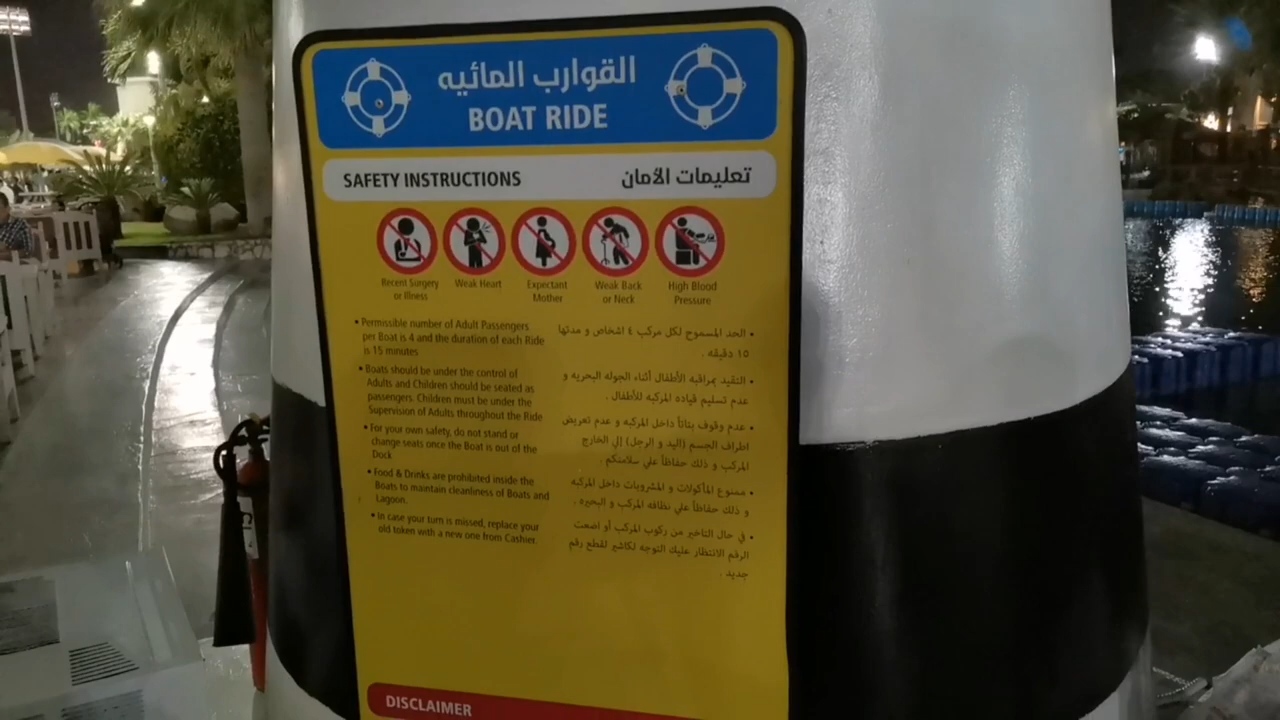 القوارب المائيه
BOAT RIDE
SAFETY INSTRUCTIONS
تعليمات الأمان
Recent Surgery
or Illness
Weak Heart
Expectant
Mother
Weak Back
or Neck
High Blood
Pressure
• Permissible number of Adult Passengers
per Boat is 4 and the duration of each Ride
is 15 minutes
• Boats should be under the control of
Adults and Children should be seated as
passengers. Children must be under the
Supervision of Adults throughout the Ride
• For your own safety, do not stand or
change seats once the Boat is out of the
Dock
• Food & Drinks are prohibited inside the
Boats to maintain cleanliness of Boats and
Lagoon.
• In case your turn is missed, replace your
old token with a new one from Cashier.
• الحد المسموح لكل مركب ٤ اشخاص و مدتها
١٥ دقيقه .
• التقيد بمراقبه الأطفال أثناء الجوله البحريه و
عدم تسليم قياده المركبه للأطفال .
• عدم وقوف بتاتاً داخل المركبه و عدم تعريض
اطراف الجسم (اليد و الرجل) إلي الخارج
المركب و ذلك حفاظاً علي سلامتكم .
• ممنوع المأكولات و المشروبات داخل المركبه
و ذلك حفاظاً علي نظافه المركب و البحيره .
• في حال التاخير من ركوب المركب أو اضعت
الرقم الانتظار عليك التوجه لكاشير لقطع رقم
جديد .
DISCLAIMER